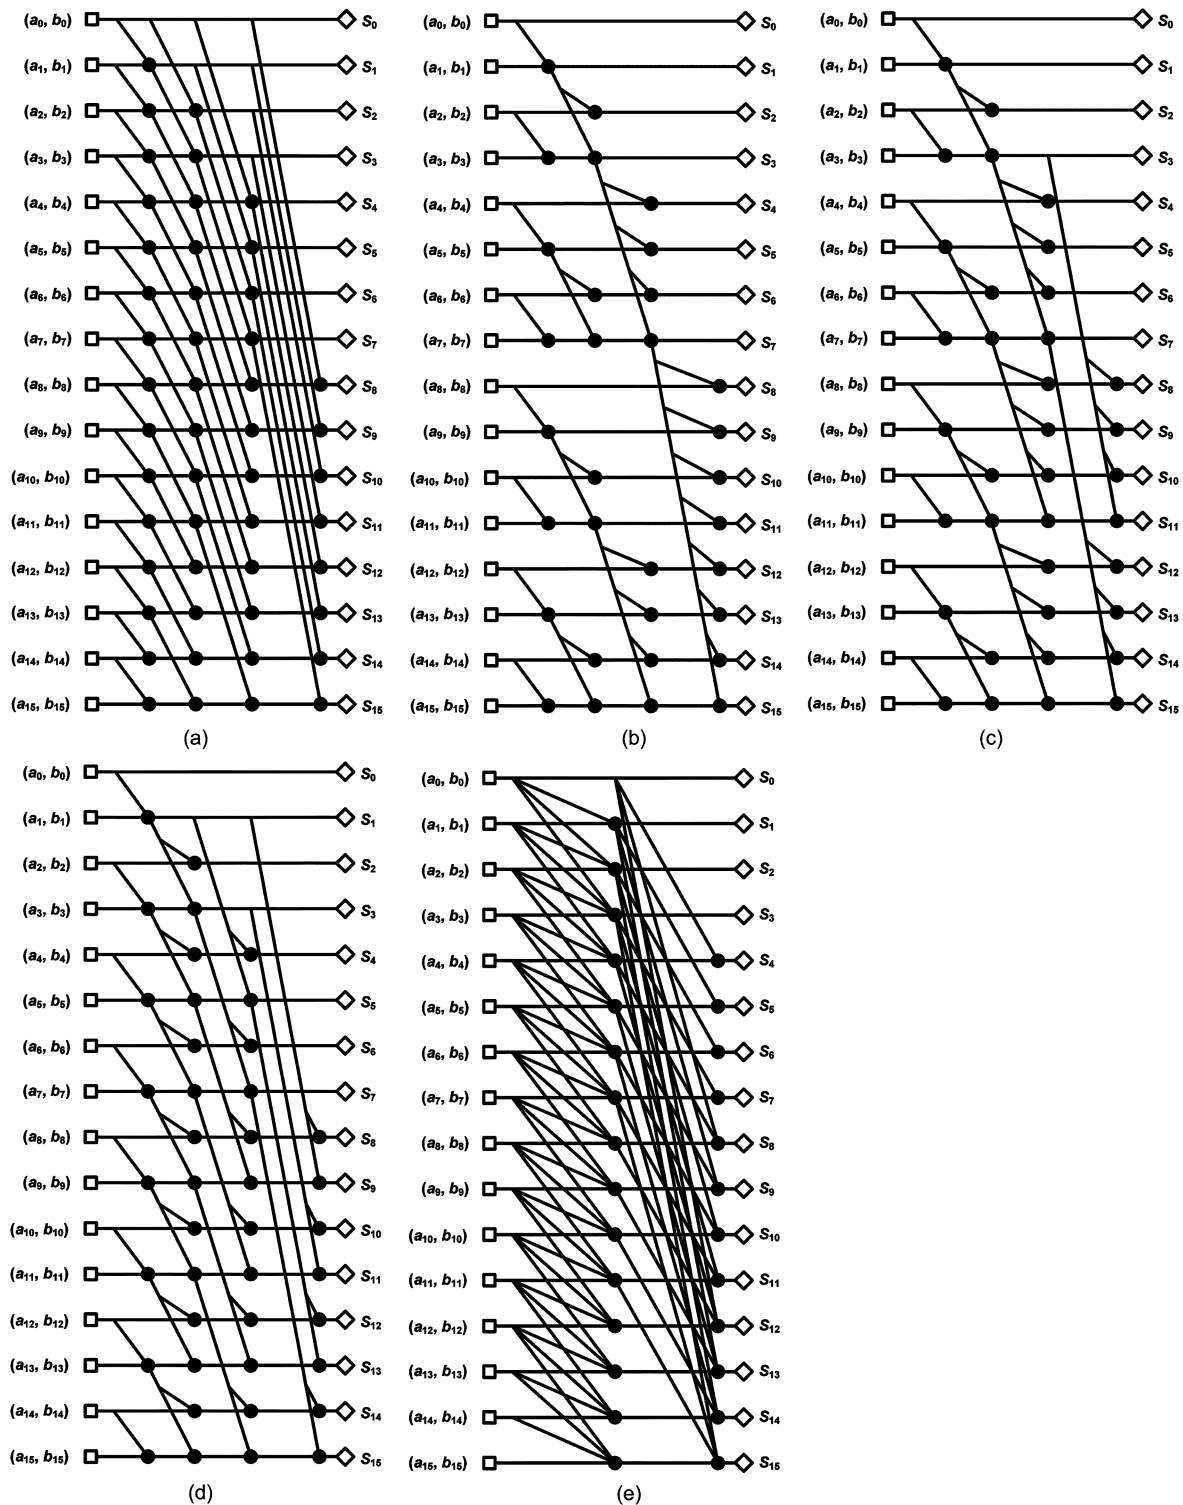 (a₀, b₀) S₀
(a₁, b₁) S₁
(a₂, b₂) S₂
(a₃, b₃) S₃
(a₄, b₄) S₄
(a₅, b₅) S₅
(a₆, b₆) S₆
(a₇, b₇) S₇
(a₈, b₈) S₈
(a₉, b₉) S₉
(a₁₀, b₁₀) S₁₀
(a₁₁, b₁₁) S₁₁
(a₁₂, b₁₂) S₁₂
(a₁₃, b₁₃) S₁₃
(a₁₄, b₁₄) S₁₄
(a₁₅, b₁₅) S₁₅
(a)
(a₀, b₀) S₀
(a₁, b₁) S₁
(a₂, b₂) S₂
(a₃, b₃) S₃
(a₄, b₄) S₄
(a₅, b₅) S₅
(a₆, b₆) S₆
(a₇, b₇) S₇
(a₈, b₈) S₈
(a₉, b₉) S₉
(a₁₀, b₁₀) S₁₀
(a₁₁, b₁₁) S₁₁
(a₁₂, b₁₂) S₁₂
(a₁₃, b₁₃) S₁₃
(a₁₄, b₁₄) S₁₄
(a₁₅, b₁₅) S₁₅
(b)
(a₀, b₀) S₀
(a₁, b₁) S₁
(a₂, b₂) S₂
(a₃, b₃) S₃
(a₄, b₄) S₄
(a₅, b₅) S₅
(a₆, b₆) S₆
(a₇, b₇) S₇
(a₈, b₈) S₈
(a₉, b₉) S₉
(a₁₀, b₁₀) S₁₀
(a₁₁, b₁₁) S₁₁
(a₁₂, b₁₂) S₁₂
(a₁₃, b₁₃) S₁₃
(a₁₄, b₁₄) S₁₄
(a₁₅, b₁₅) S₁₅
(c)
(a₀, b₀) S₀
(a₁, b₁) S₁
(a₂, b₂) S₂
(a₃, b₃) S₃
(a₄, b₄) S₄
(a₅, b₅) S₅
(a₆, b₆) S₆
(a₇, b₇) S₇
(a₈, b₈) S₈
(a₉, b₉) S₉
(a₁₀, b₁₀) S₁₀
(a₁₁, b₁₁) S₁₁
(a₁₂, b₁₂) S₁₂
(a₁₃, b₁₃) S₁₃
(a₁₄, b₁₄) S₁₄
(a₁₅, b₁₅) S₁₅
(d)
(a₀, b₀) S₀
(a₁, b₁) S₁
(a₂, b₂) S₂
(a₃, b₃) S₃
(a₄, b₄) S₄
(a₅, b₅) S₅
(a₆, b₆) S₆
(a₇, b₇) S₇
(a₈, b₈) S₈
(a₉, b₉) S₉
(a₁₀, b₁₀) S₁₀
(a₁₁, b₁₁) S₁₁
(a₁₂, b₁₂) S₁₂
(a₁₃, b₁₃) S₁₃
(a₁₄, b₁₄) S₁₄
(a₁₅, b₁₅) S₁₅
(e)